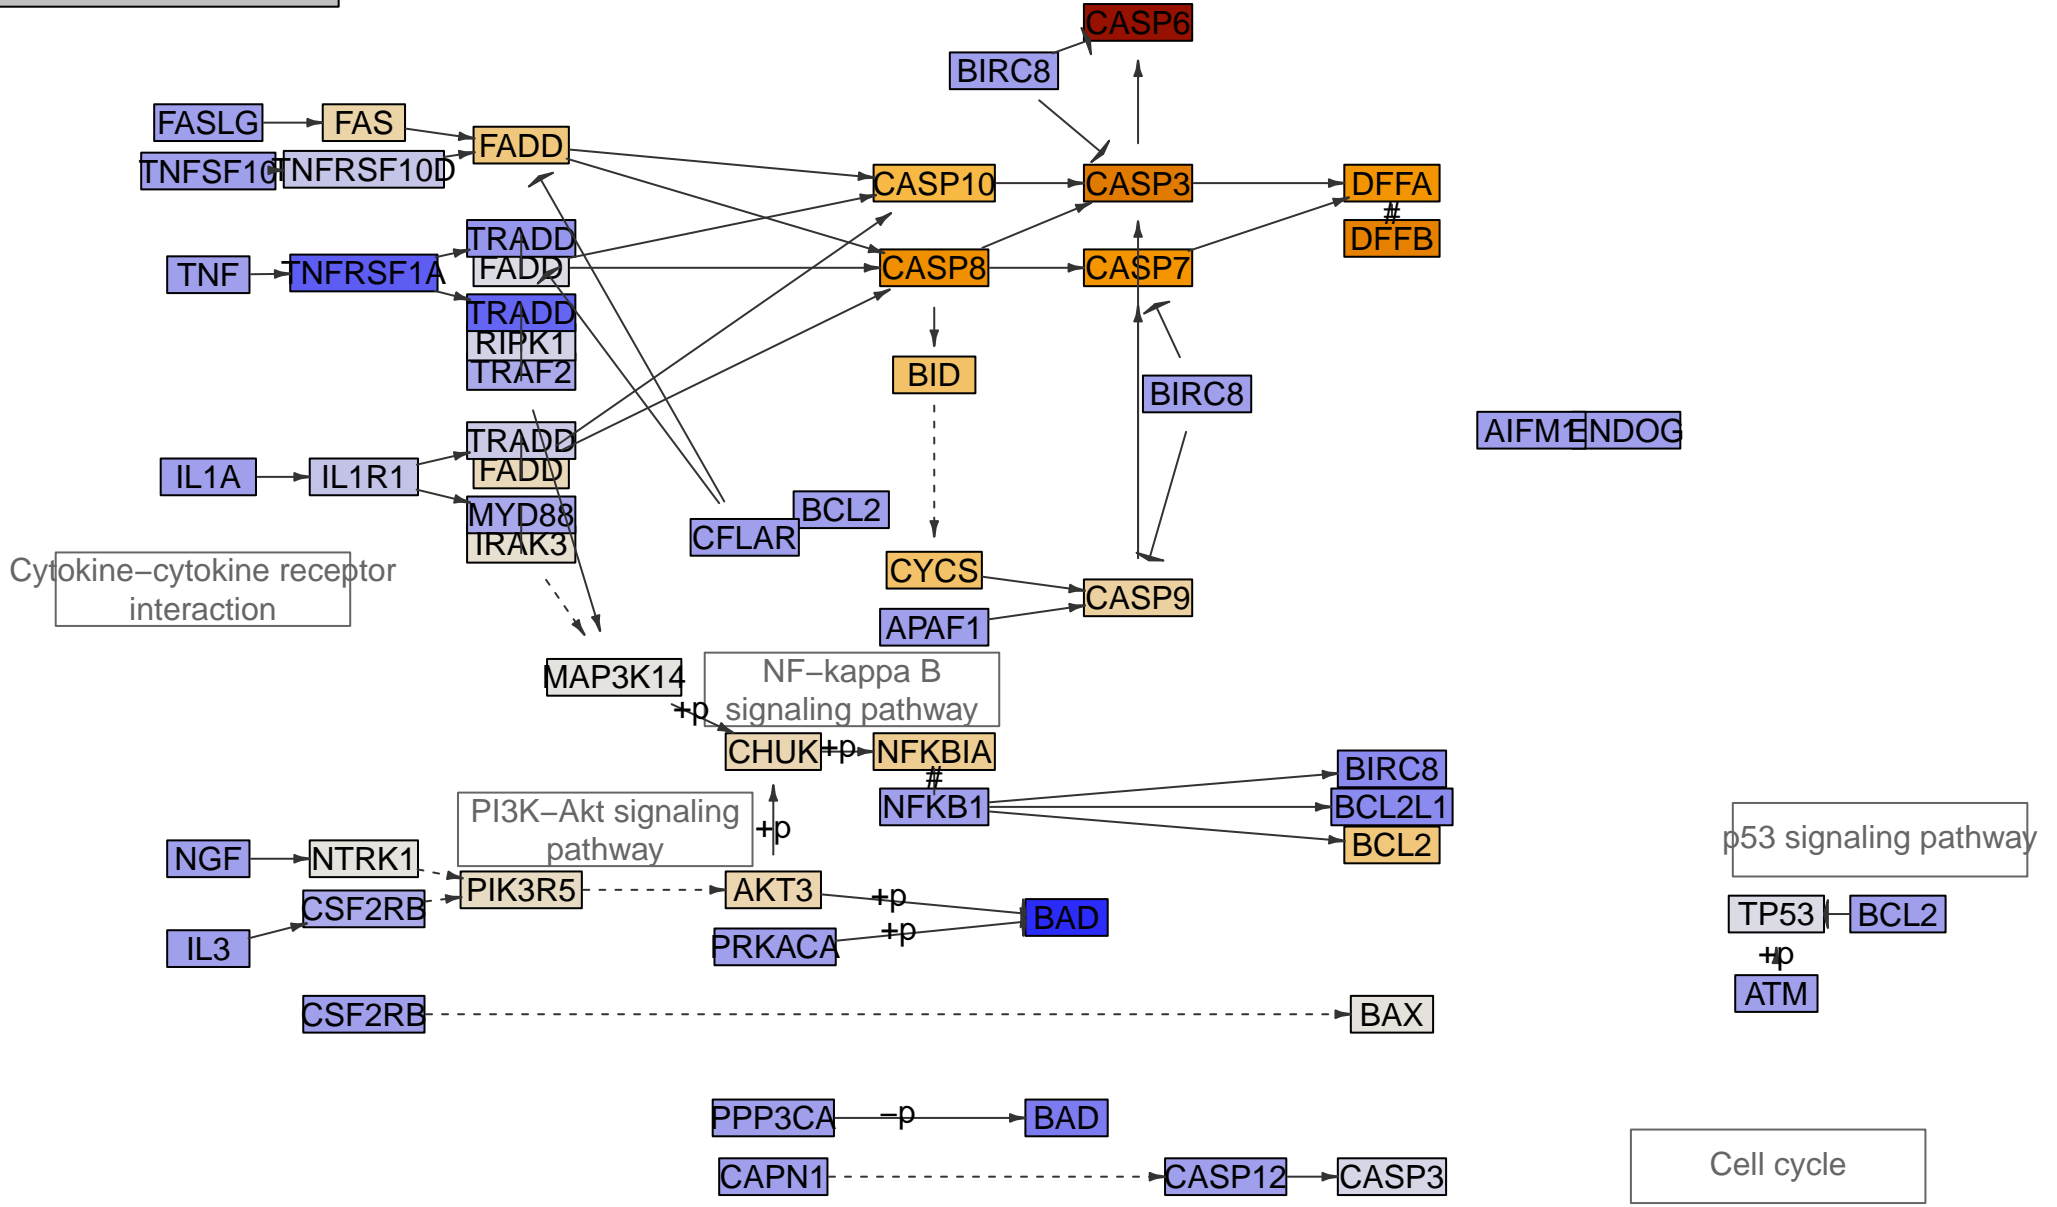 CASP6
BIRC8
FASLG
FAS
FADD
TNFSF10
TNFRSF10D
CASP10
CASP3
DFFA
#
DFFB
TRADD
FADD
TNF
TNFRSF1A
CASP8
CASP7
TRADD
RIPK1
TRAF2
BID
BIRC8
TRADD
FADD
AIFM1
ENDOG
IL1A
IL1R1
MYD88
IRAK3
BCL2
CFLAR
Cytokine–cytokine receptor
interaction
CYCS
CASP9
APAF1
MAP3K14
NF–kappa B
signaling pathway
+p
CHUK
+p
NFKBIA
#
NFKB1
BIRC8
BCL2L1
BCL2
PI3K–Akt signaling
pathway
+p
p53 signaling pathway
NGF
NTRK1
CSF2RB
PIK3R5
AKT3
+p
BAD
+p
PRKACA
IL3
TP53
BCL2
+p
ATM
CSF2RB
BAX
PPP3CA
–p
BAD
CAPN1
CASP12
CASP3
Cell cycle